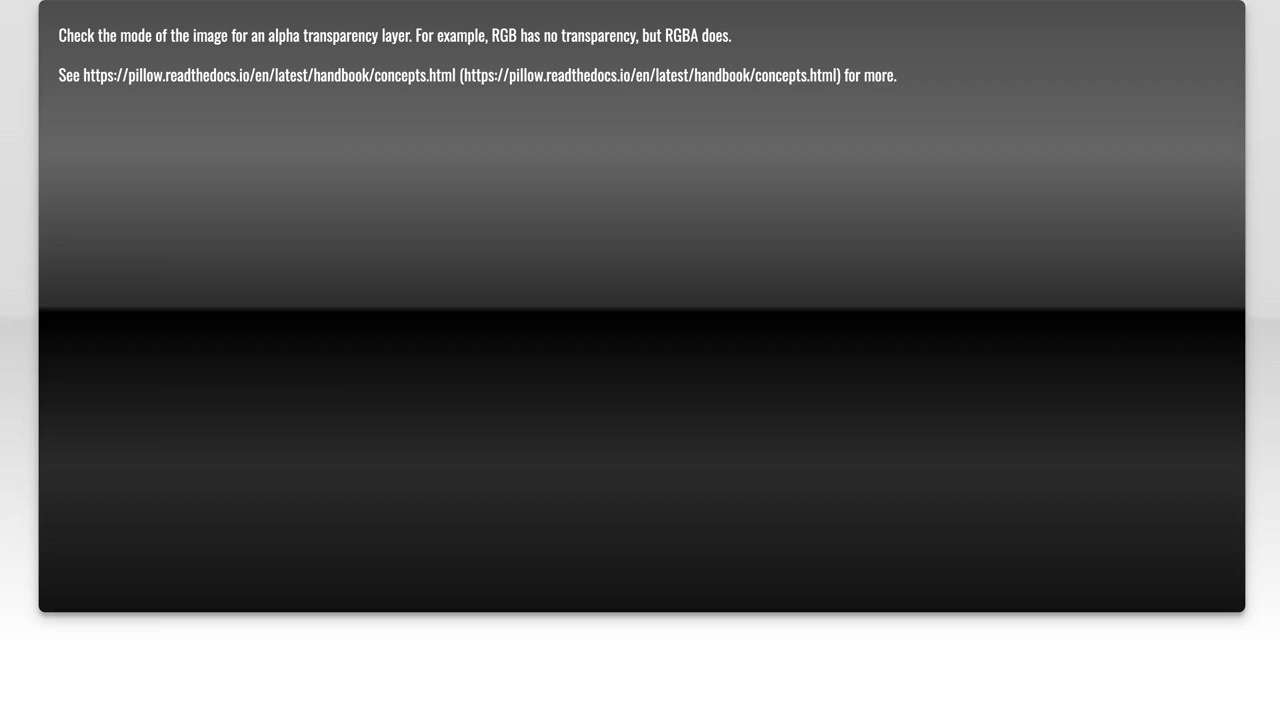 Check the mode of the image for an alpha transparency layer. For example, RGB has no transparency, but RGBA does.
See https://pillow.readthedocs.io/en/latest/handbook/concepts.html (https://pillow.readthedocs.io/en/latest/handbook/concepts.html) for more.